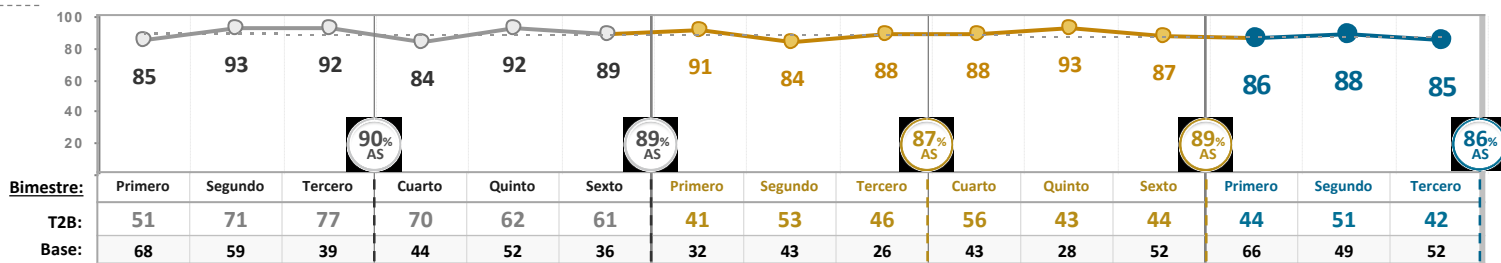 100
80
60
40
20
85 93 92 84 92 89 91 84 88 88 93 87 86 88 85
90% AS 89% AS 87% AS 89% AS 86% AS
Bimestre: Primero Segundo Tercero Cuarto Quinto Sexto Primero Segundo Tercero Cuarto Quinto Sexto Primero Segundo Tercero
T2B: 51 71 77 70 62 61 41 53 46 56 43 44 44 51 42
Base: 68 59 39 44 52 36 32 43 26 43 28 52 66 49 52